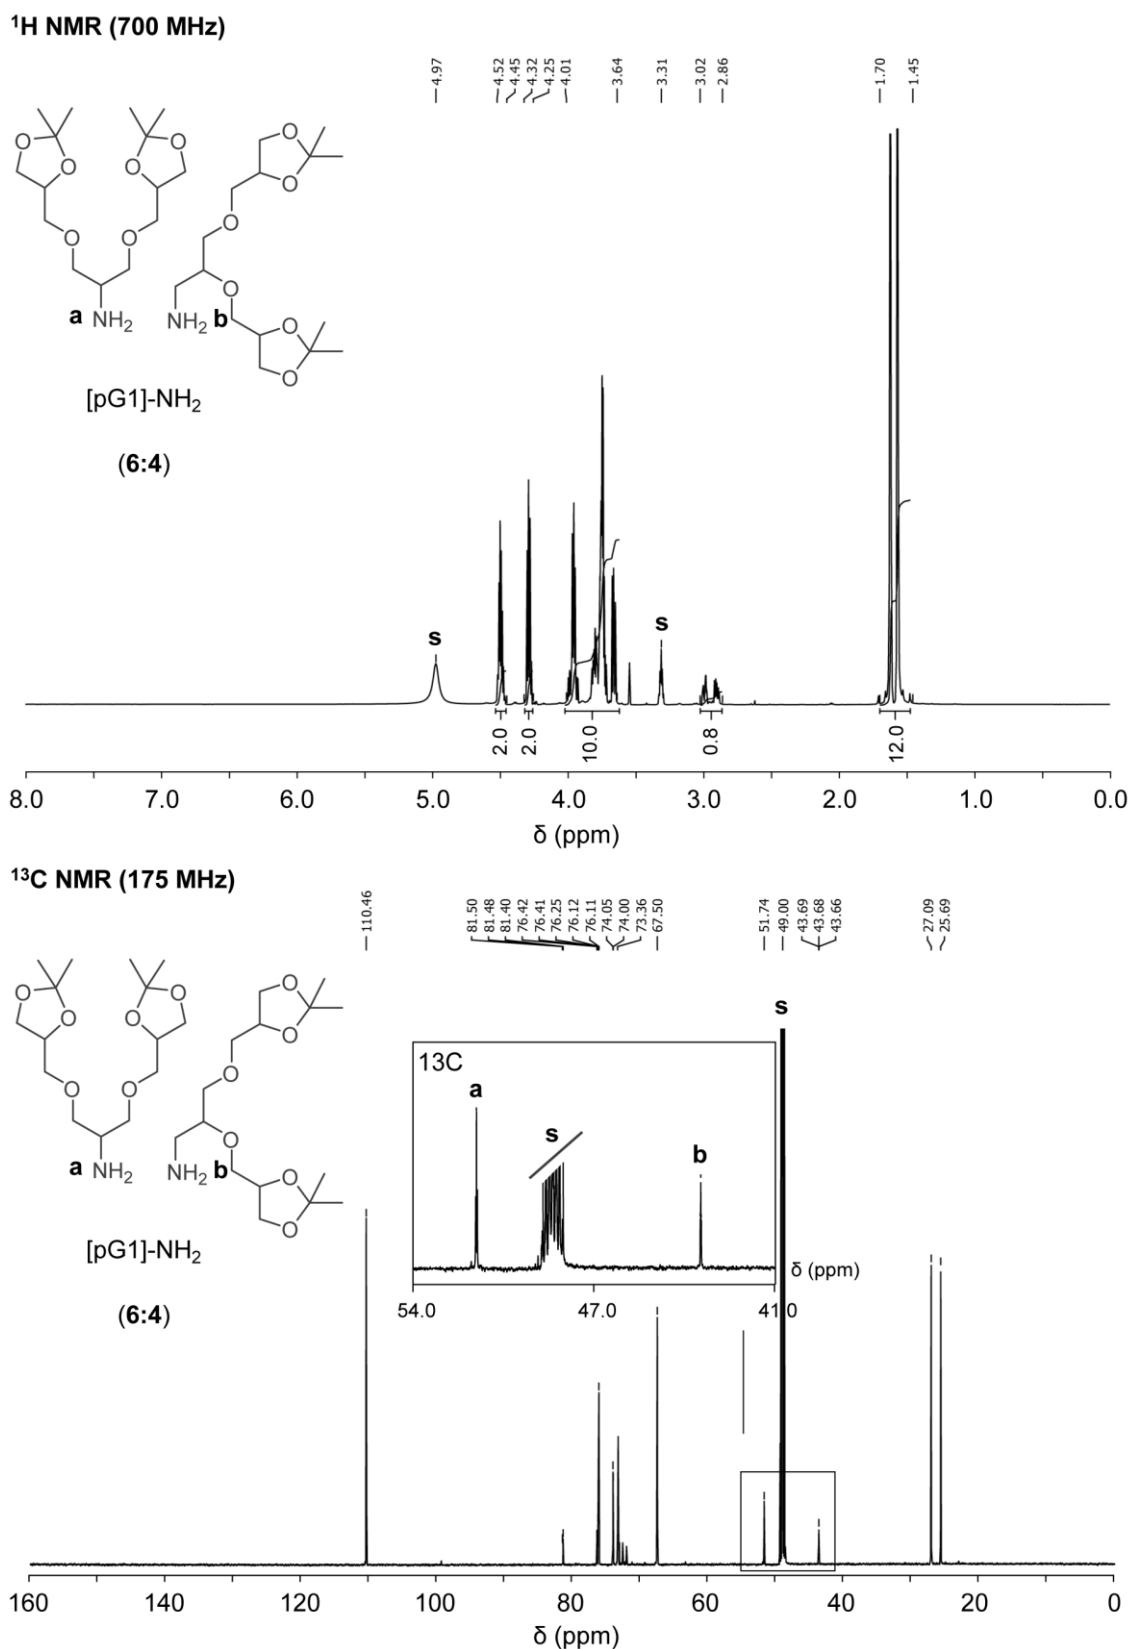 ¹H NMR (700 MHz)
4.97
4.52
4.45
4.32
4.25
4.01
3.64
3.31
3.02
2.86
1.70
1.45
O O O O
O O
O O
O O
O O
a NH₂
NH₂ b
[pG1]-NH₂
(6:4)
s
s
2.0
2.0
10.0
0.8
12.0
8.0 7.0 6.0 5.0 4.0 3.0 2.0 1.0 0.0
δ (ppm)
¹³C NMR (175 MHz)
110.46
81.50
81.48
81.40
76.42
76.41
76.25
76.12
76.11
74.05
74.00
73.36
67.50
51.74
49.00
43.69
43.68
43.66
27.09
25.69
O O O O
O O
O O
O O
O O
a NH₂
NH₂ b
[pG1]-NH₂
(6:4)
s
13C
a
s
b
δ (ppm)
54.0 47.0 41.0
160 140 120 100 80 60 40 20 0
δ (ppm)